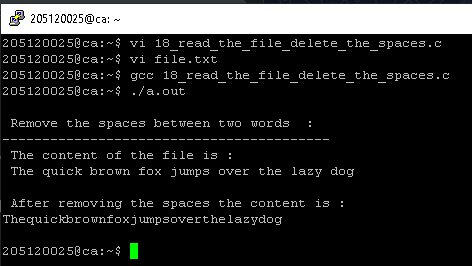 205120025@ca: ~
205120025@ca:~$ vi 18_read_the_file_delete_the_spaces.c
205120025@ca:~$ vi file.txt
205120025@ca:~$ gcc 18_read_the_file_delete_the_spaces.c
205120025@ca:~$ ./a.out
Remove the spaces between two words  :
----------------------------------------
The content of the file is :
The quick brown fox jumps over the lazy dog
After removing the spaces the content is :
Thequickbrownfoxjumpsoverthelazydog
205120025@ca:~$